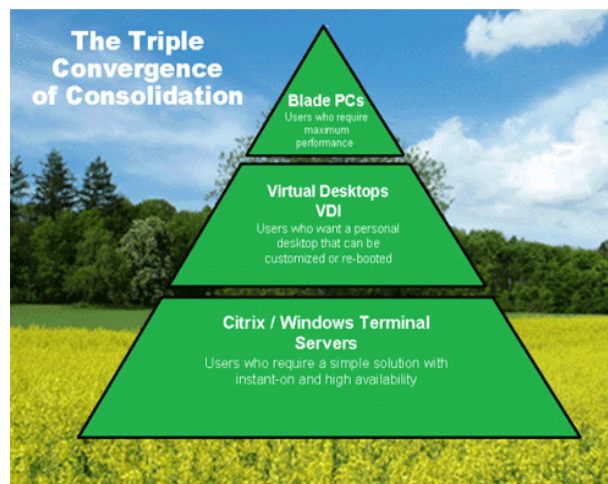 The Triple
Convergence
of Consolidation
Blade PCs
Users who require
maximum
performance
Virtual Desktops
VDI
Users who want a personal
desktop that can be
customized or re-booted
Citrix / Windows Terminal
Servers
Users who require a simple solution with
instant-on and high availability